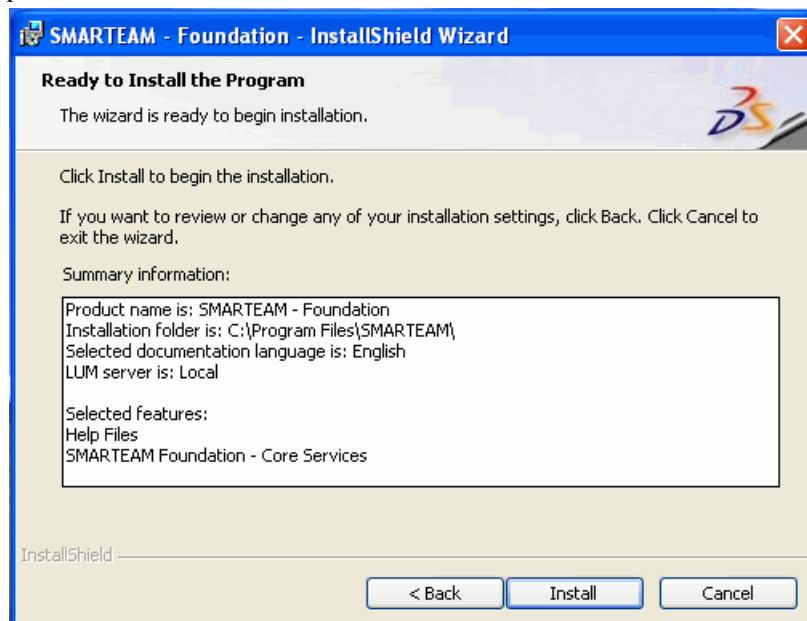 SMARTEAM - Foundation - InstallShield Wizard
Ready to Install the Program
The wizard is ready to begin installation.
Click Install to begin the installation.
If you want to review or change any of your installation settings, click Back. Click Cancel to
exit the wizard.
Summary information:
Product name is: SMARTEAM - Foundation
Installation folder is: C:\Program Files\SMARTEAM\
Selected documentation language is: English
LUM server is: Local
Selected features:
Help Files
SMARTEAM Foundation - Core Services
InstallShield
< Back Install Cancel